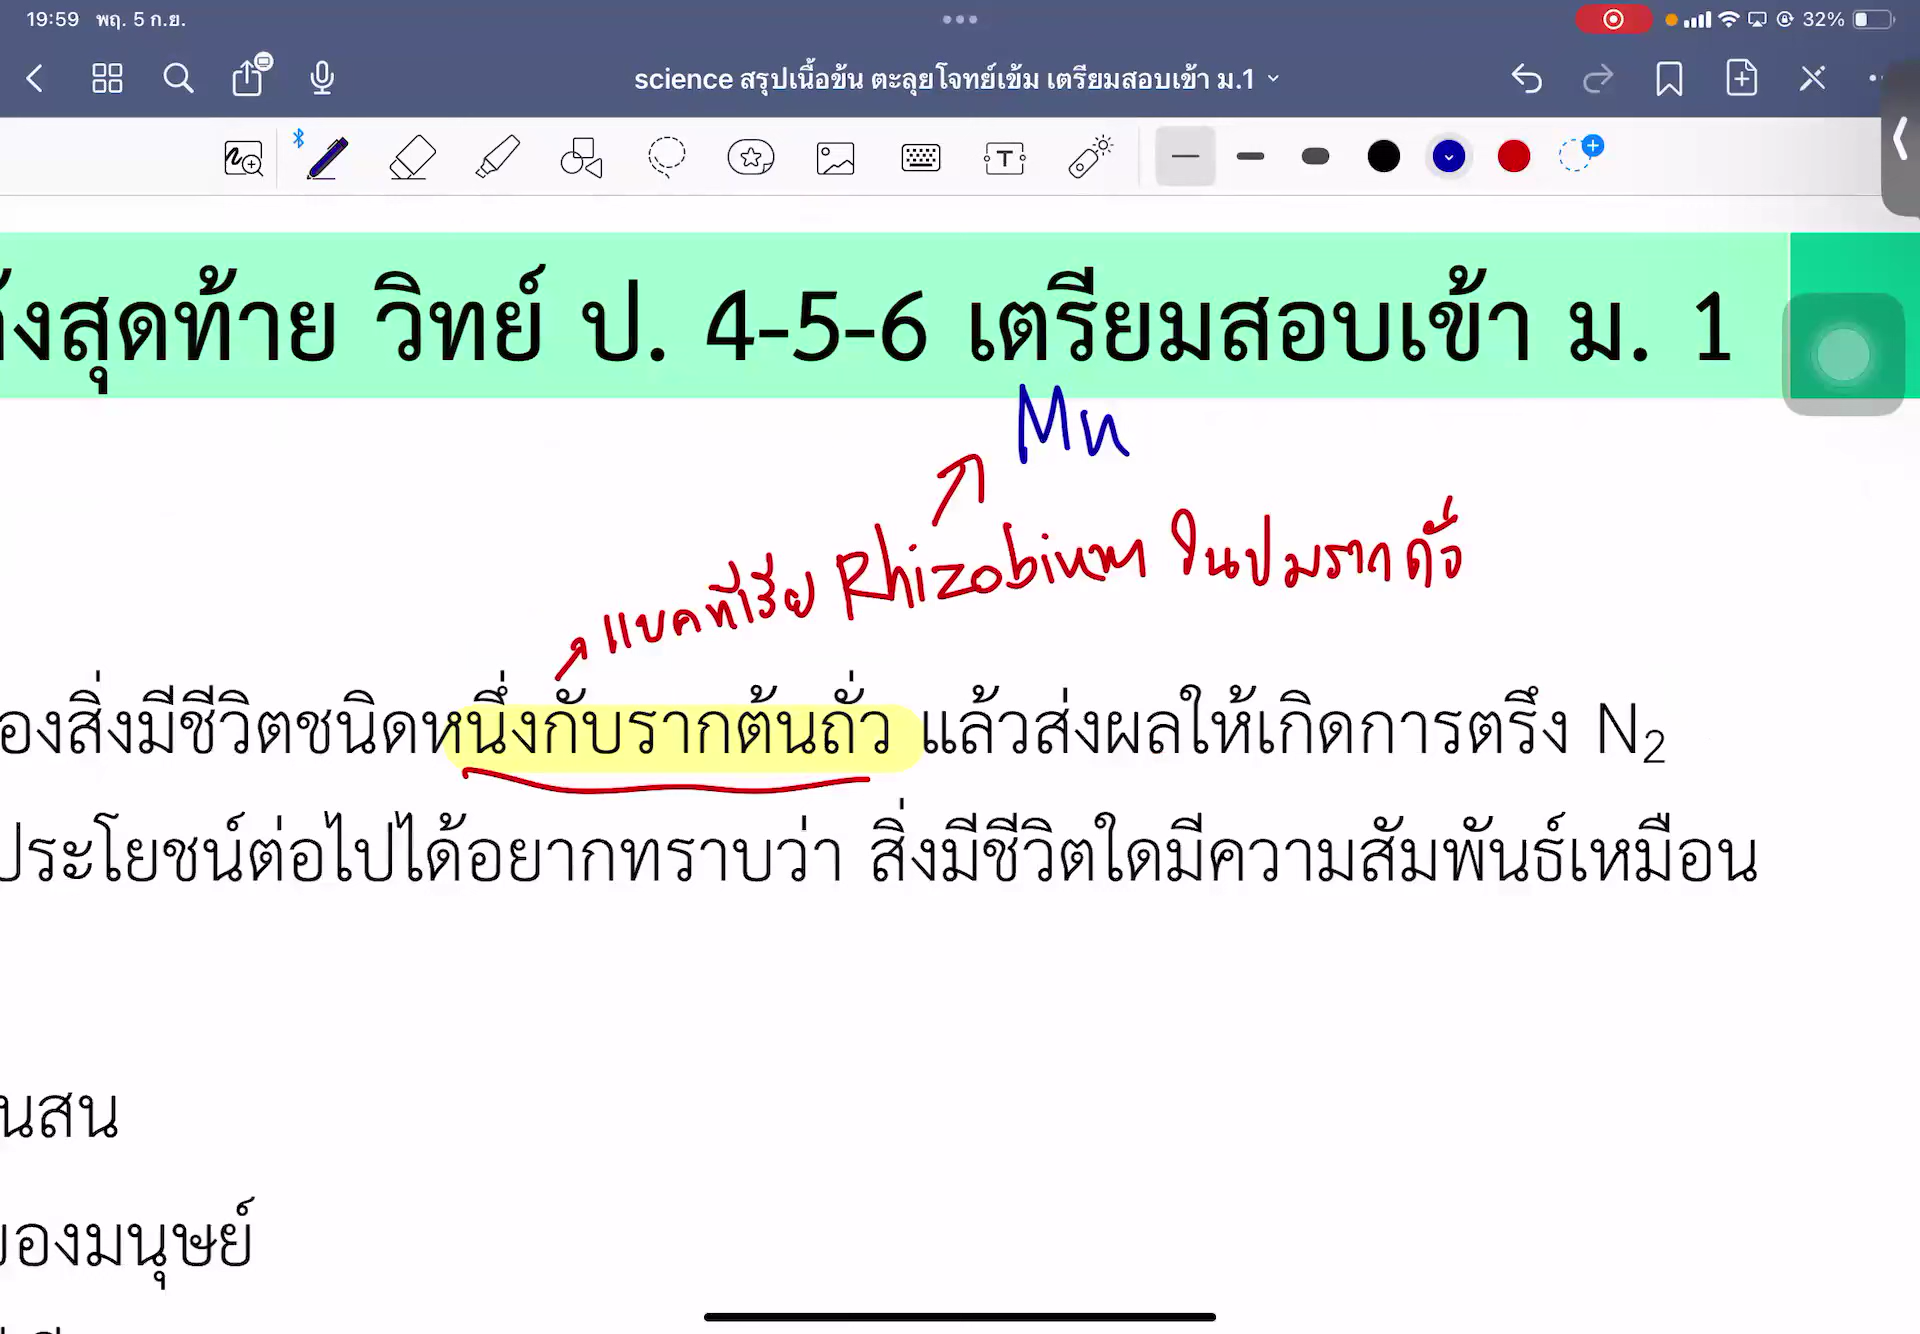 19:59 พฤ. 5 ก.ย.
32%
science สรุปเนื้อข้น ตะลุยโจทย์เข้ม เตรียมสอบเข้า ม.1
T
สุดท้าย วิทย์ ป. 4-5-6 เตรียมสอบเข้า ม. 1
แบคทีเรีย Rhizobium ในปมรากถั่ว
องสิ่งมีชีวิตชนิดหนึ่งกับรากต้นถั่ว แล้วส่งผลให้เกิดการตรึง N₂
ประโยชน์ต่อไปได้อยากทราบว่า สิ่งมีชีวิตใดมีความสัมพันธ์เหมือน
นสน
ของมนุษย์